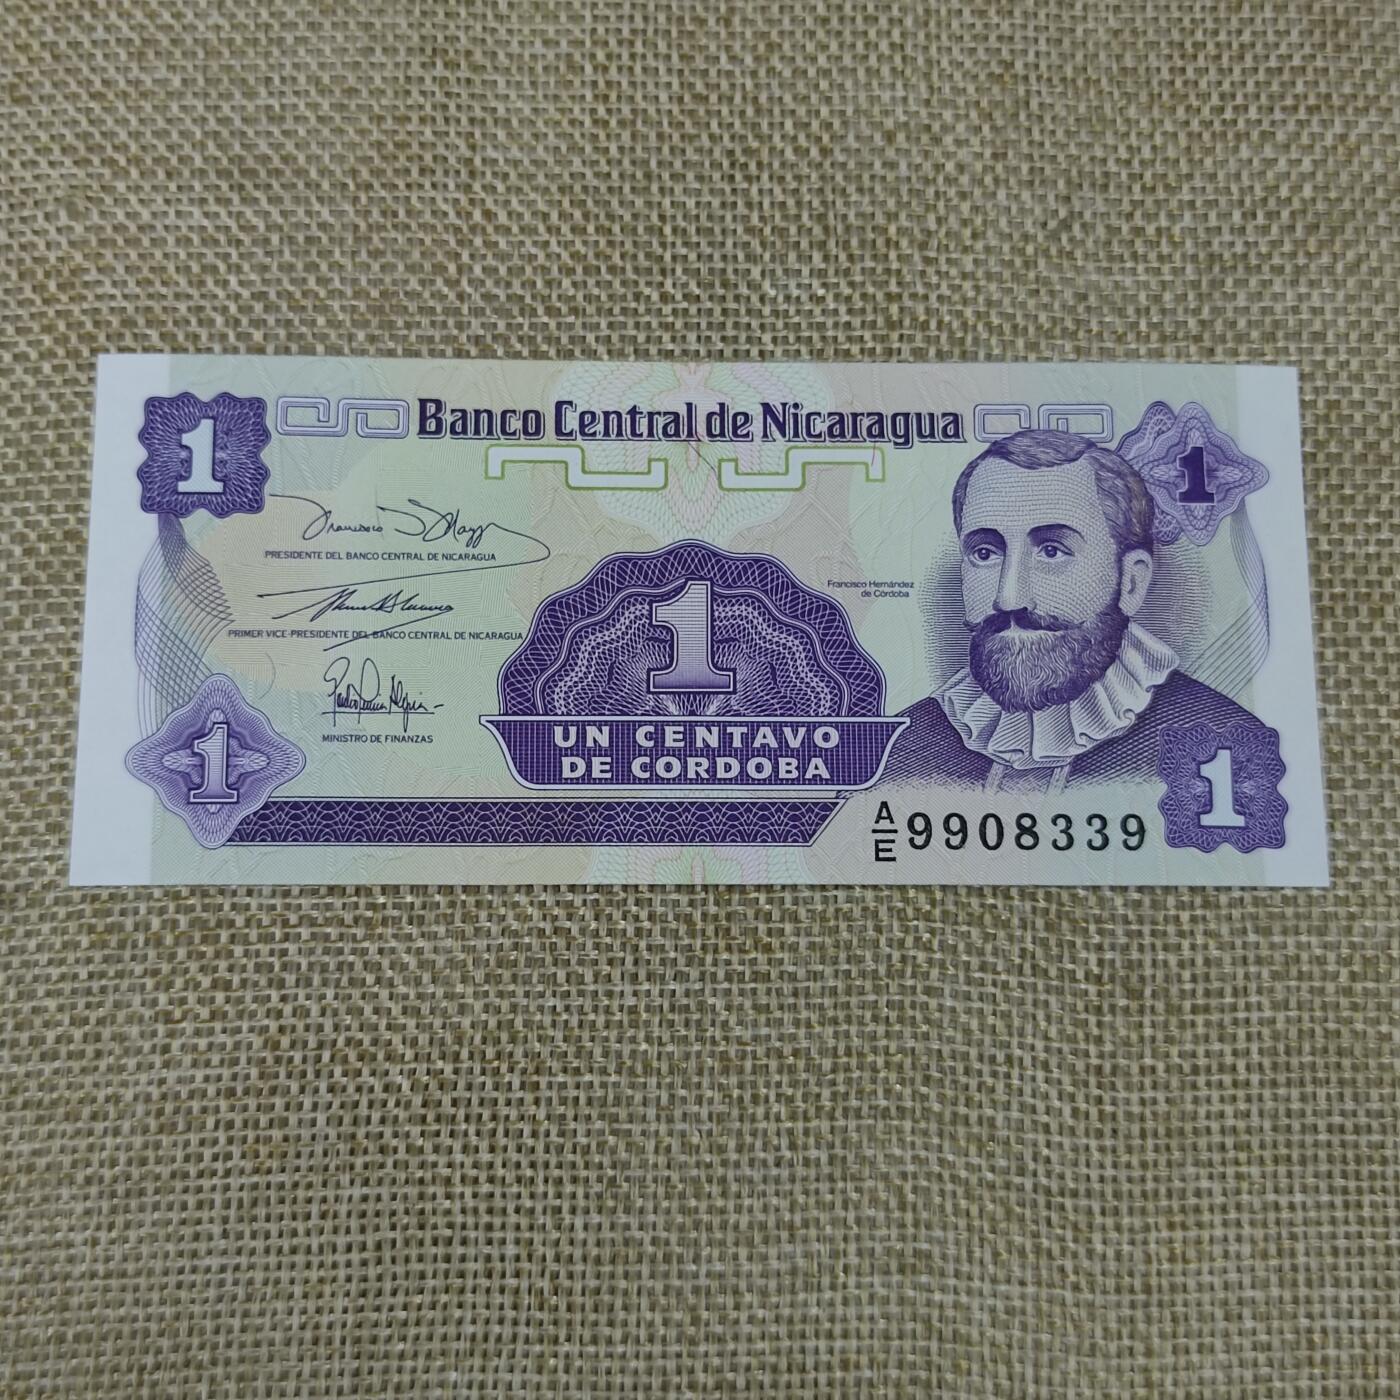 1
Banco Central de Nicaragua
1
PRESIDENTE DEL BANCO CENTRAL DE NICARAGUA
Francisco Hernández
de Córdoba
1
PRIMER VICE-PRESIDENTE DEL BANCO CENTRAL DE NICARAGUA
MINISTRO DE FINANZAS
1
UN CENTAVO
DE CORDOBA
1
A/E 9908339